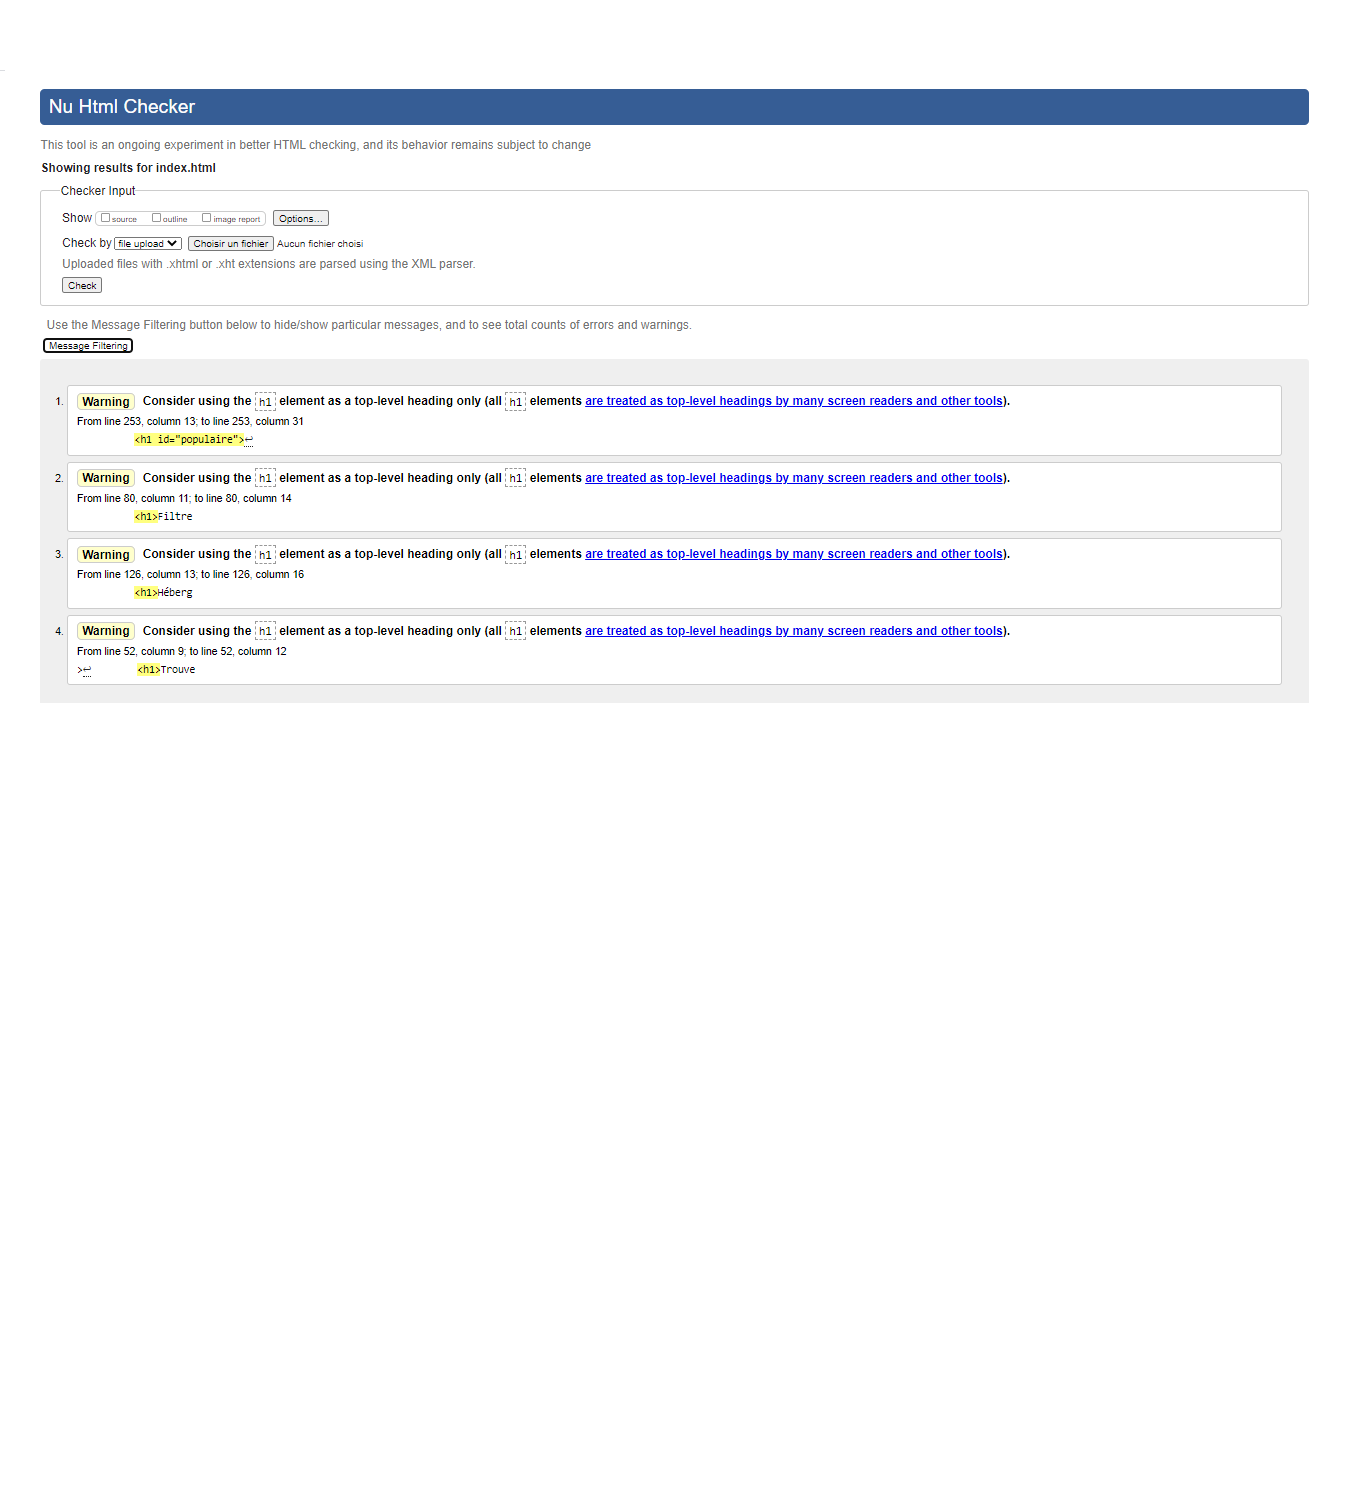 Nu Html Checker
This tool is an ongoing experiment in better HTML checking, and its behavior remains subject to change
Showing results for index.html
Checker Input
Show source outline image report Options...
Check by file upload Choisir un fichier Aucun fichier choisi
Uploaded files with .xhtml or .xht extensions are parsed using the XML parser.
Check
Use the Message Filtering button below to hide/show particular messages, and to see total counts of errors and warnings.
Message Filtering
1. Warning Consider using the h1 element as a top-level heading only (all h1 elements are treated as top-level headings by many screen readers and other tools).
From line 253, column 13; to line 253, column 31
<h1 id="populaire">↩
2. Warning Consider using the h1 element as a top-level heading only (all h1 elements are treated as top-level headings by many screen readers and other tools).
From line 80, column 11; to line 80, column 14
<h1>Filtre
3. Warning Consider using the h1 element as a top-level heading only (all h1 elements are treated as top-level headings by many screen readers and other tools).
From line 126, column 13; to line 126, column 16
<h1>Héberg
4. Warning Consider using the h1 element as a top-level heading only (all h1 elements are treated as top-level headings by many screen readers and other tools).
From line 52, column 9; to line 52, column 12
>↩ <h1>Trouve